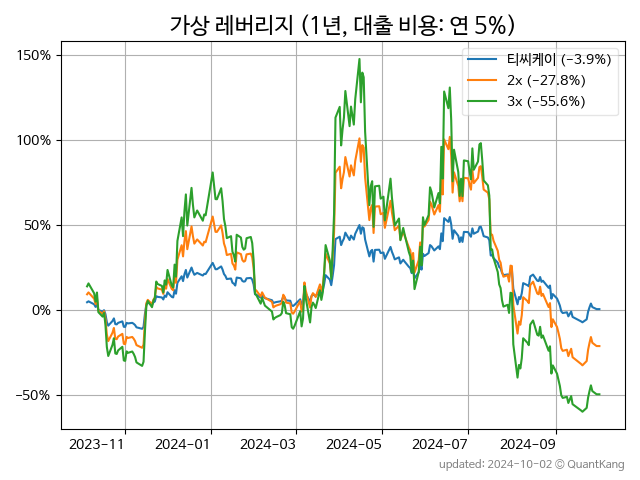 가상 레버리지 (1년, 대출 비용: 연 5%)
티씨케이 (−3.9%)
2x (−27.8%)
3x (−55.6%)
150%
100%
50%
0%
−50%
2023-11 2024-01 2024-03 2024-05 2024-07 2024-09
updated: 2024-10-02 © QuantKang